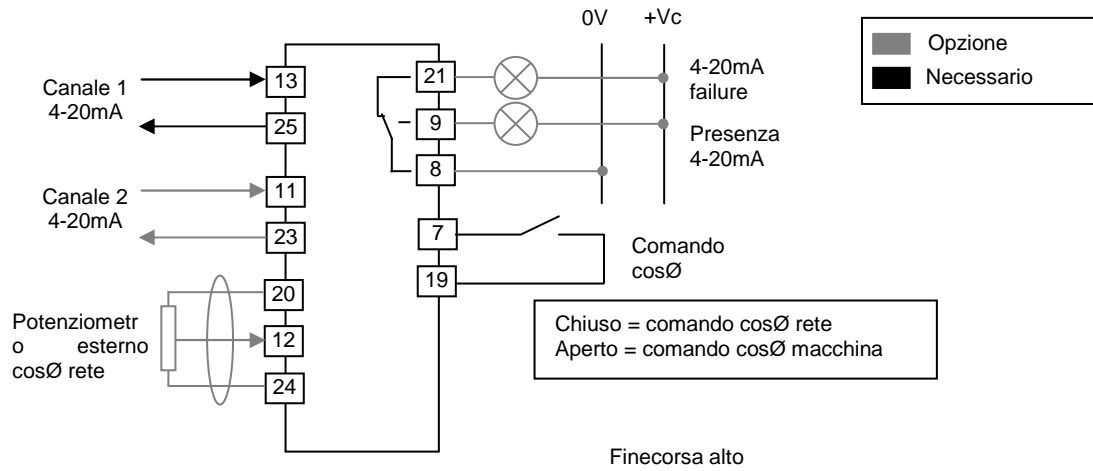 0V +Vc
Opzione
Necessario
Canale 1
4-20mA
13
25
21
9
8
4-20mA
failure
Presenza
4-20mA
Canale 2
4-20mA
11
23
7
19
Comando
cosØ
Potenziometr
o esterno
cosØ rete
20
12
24
Chiuso = comando cosØ rete
Aperto = comando cosØ macchina
Finecorsa alto